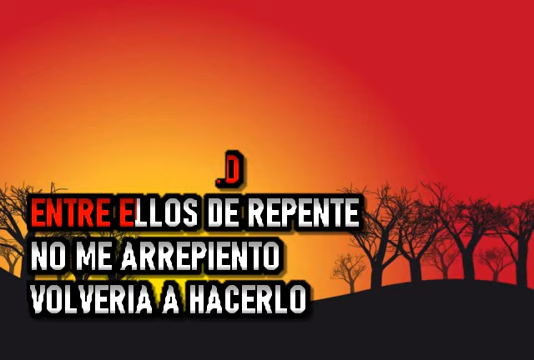 .D
ENTRE ELLOS DE REPENTE
NO ME ARREPIENTO
VOLVERIA A HACERLO